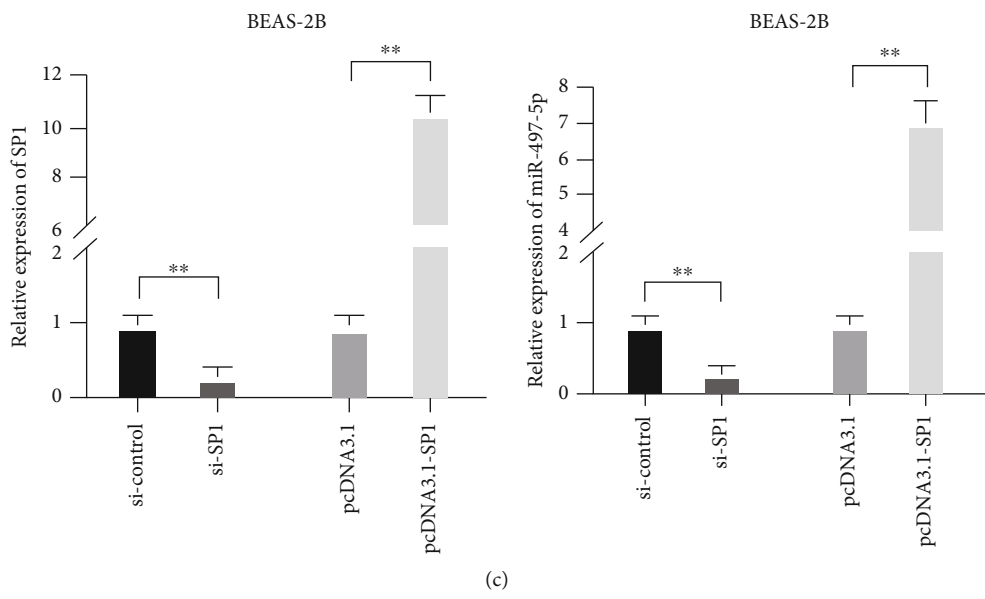 BEAS-2B
**
**
Relative expression of SP1
12
10
8
6
2
1
0
si-control
si-SP1
pcDNA3.1
pcDNA3.1-SP1
BEAS-2B
**
**
Relative expression of miR-497-5p
8
7
6
5
4
2
1
0
si-control
si-SP1
pcDNA3.1
pcDNA3.1-SP1
(c)